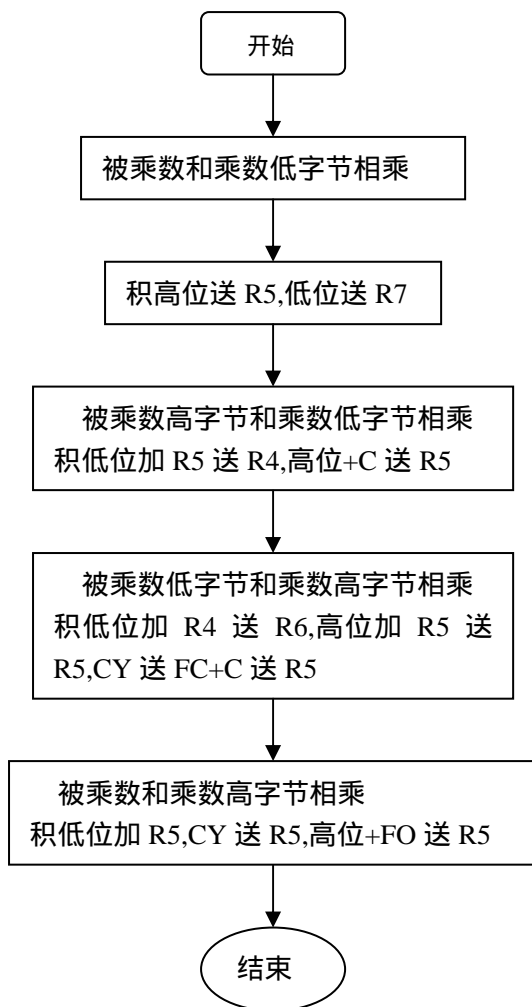 开始
被乘数和乘数低字节相乘
积高位送 R5,低位送 R7
被乘数高字节和乘数低字节相乘
积低位加 R5 送 R4,高位+C 送 R5
被乘数低字节和乘数高字节相乘
积低位加 R4 送 R6,高位加 R5 送
R5,CY 送 FC+C 送 R5
被乘数和乘数高字节相乘
积低位加 R5,CY 送 R5,高位+FO 送 R5
结束